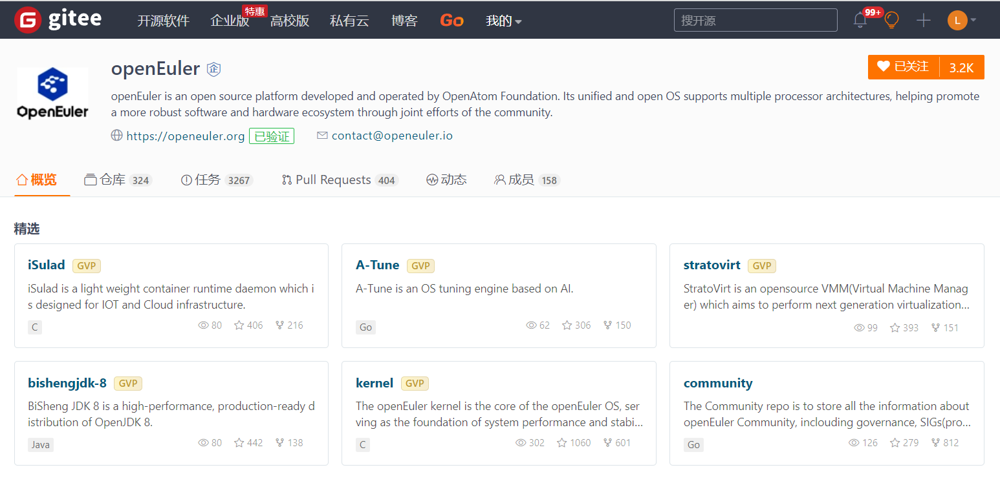 gitee 开源软件 企业版 特惠 高校版 私有云 博客 Go 我的 搜开源 99+ L
openEuler 企
已关注 3.2K
OpenEuler
openEuler is an open source platform developed and operated by OpenAtom Foundation. Its unified and open OS supports multiple processor architectures, helping promote
a more robust software and hardware ecosystem through joint efforts of the community.
https://openeuler.org 已验证 contact@openeuler.io
概览 仓库 324 任务 3267 Pull Requests 404 动态 成员 158
精选
iSulad GVP
iSulad is a light weight container runtime daemon which i
s designed for IOT and Cloud infrastructure.
C 80 406 216
A-Tune GVP
A-Tune is an OS tuning engine based on AI.
Go 62 306 150
stratovirt GVP
StratoVirt is an opensource VMM(Virtual Machine Manag
er) which aims to perform next generation virtualization...
99 393 151
bishengjdk-8 GVP
BiSheng JDK 8 is a high-performance, production-ready d
istribution of OpenJDK 8.
Java 80 442 138
kernel GVP
The openEuler kernel is the core of the openEuler OS, ser
ving as the foundation of system performance and stabi...
C 302 1060 601
community
The Community repo is to store all the information about
openEuler Community, inclouding governance, SIGs(pro...
Go 126 279 812